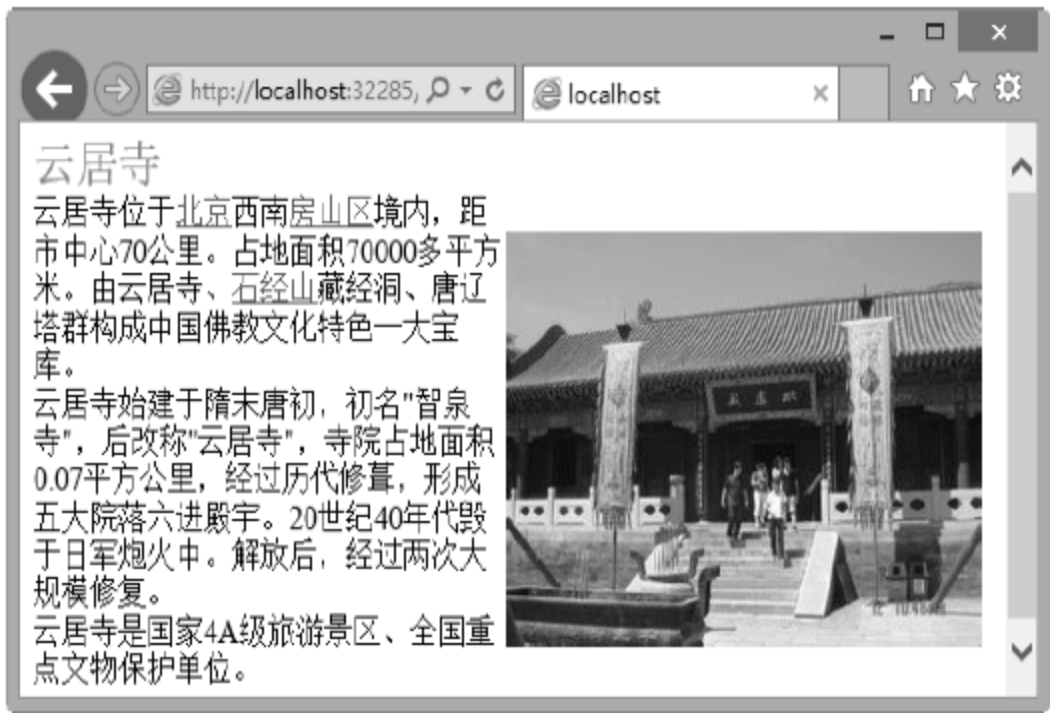 http://localhost:32285,
localhost
云居寺
云居寺位于北京西南房山区境内，距
市中心70公里。占地面积70000多平方
米。由云居寺、石经山藏经洞、唐辽
塔群构成中国佛教文化特色一大宝
库。
云居寺始建于隋末唐初，初名"智泉
寺"，后改称"云居寺"，寺院占地面积
0.07平方公里，经过历代修葺，形成
五大院落六进殿宇。20世纪40年代毁
于日军炮火中。解放后，经过两次大
规模修复。
云居寺是国家4A级旅游景区、全国重
点文物保护单位。